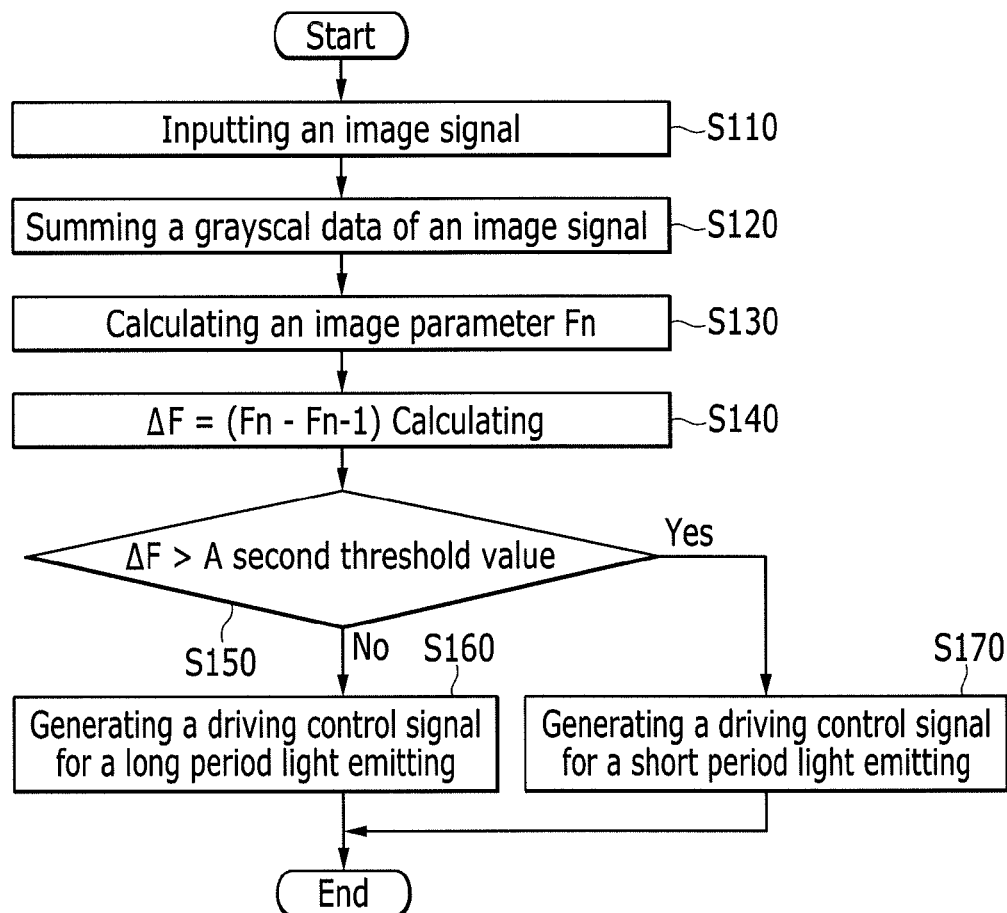 Start
Inputting an image signal
S110
Summing a grayscal data of an image signal
S120
Calculating an image parameter Fn
S130
ΔF = (Fn - Fn-1) Calculating
S140
ΔF > A second threshold value
Yes
S150
No
S160
S170
Generating a driving control signal
for a long period light emitting
Generating a driving control signal
for a short period light emitting
End